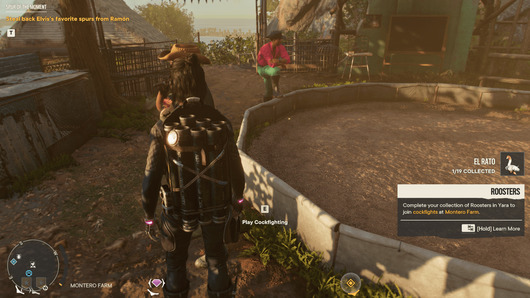 Steal back Elvis's favorite spurs from Ramón
T
EL RATO
1/19 COLLECTED
ROOSTERS
Complete your collection of Roosters in Yara to
join cockfights at Montero Farm.
[Hold] Learn More
E
Play Cockfighting
MONTERO FARM